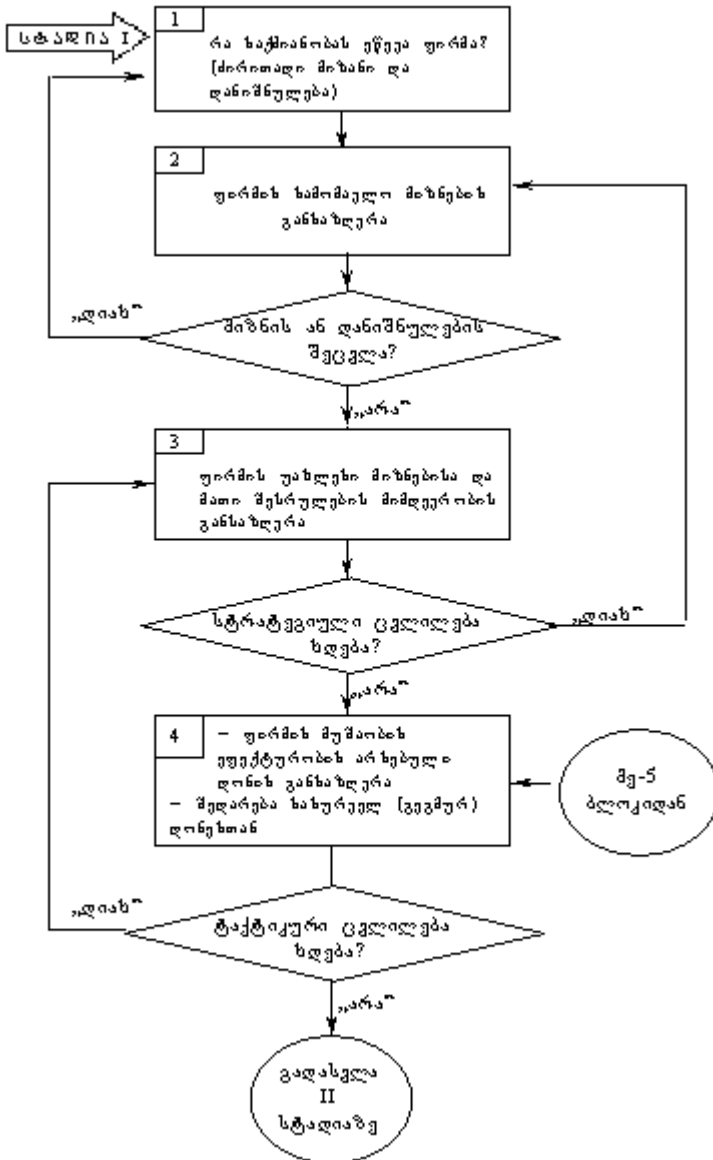 სტადია I
1
რა საქმიანობას ეწევა ფირმა?
(ძირითადი მიზანი და
დანიშნულება)
2
ფირმის სამომავლო მიზნების
განსაზღვრა
„დიახ“
მიზნის ან დანიშნულების
შეცვლა?
„არა“
3
ფირმის უახლესი მიზნებისა და
მათი შესრულების მიმდევრობის
განსაზღვრა
სტრატეგიული ცვლილება
ხდება?
„დიახ“
„არა“
4
– ფირმის მუშაობის
ეფექტურობის არსებული
დონის განსაზღვრა
– შედარება სასურველ (გეგმურ)
დონესთან
მე-5
ბლოკიდან
„დიახ“
ტაქტიკური ცვლილება
ხდება?
„არა“
გადასვლა
II
სტადიაზე